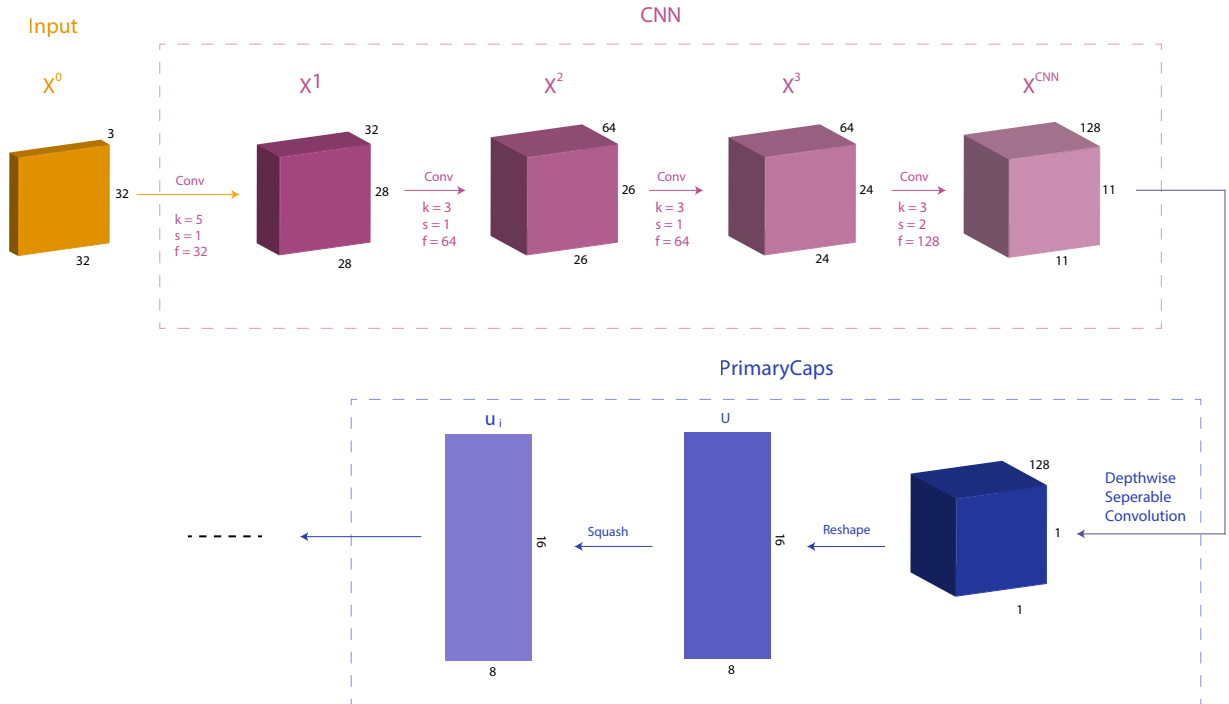 CNN
Input
X⁰
X¹
X²
X³
Xᶜᴺᴺ
3
32
32
Conv
k = 5
s = 1
f = 32
32
28
28
Conv
k = 3
s = 1
f = 64
64
26
26
Conv
k = 3
s = 1
f = 64
64
24
24
Conv
k = 3
s = 2
f = 128
128
11
11
PrimaryCaps
Depthwise
Seperable
Convolution
128
1
1
Reshape
U
16
8
Squash
u i
16
8